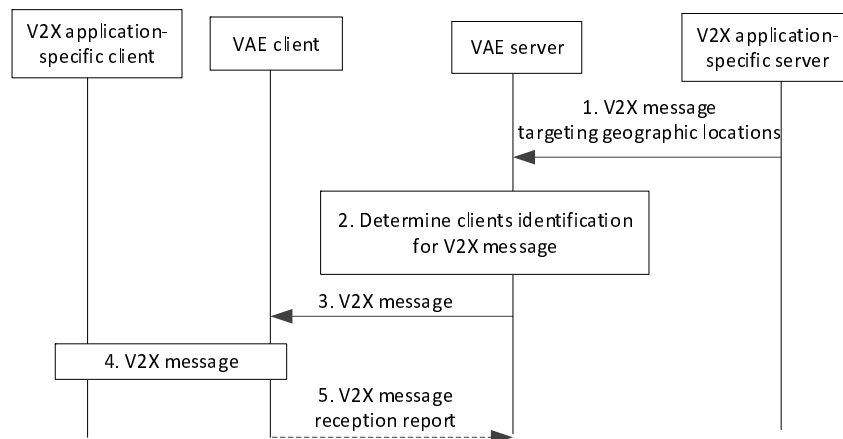 V2X application-
specific client
VAE client
VAE server
V2X application-
specific server
1. V2X message
targeting geographic locations
2. Determine clients identification
for V2X message
3. V2X message
4. V2X message
5. V2X message
reception report